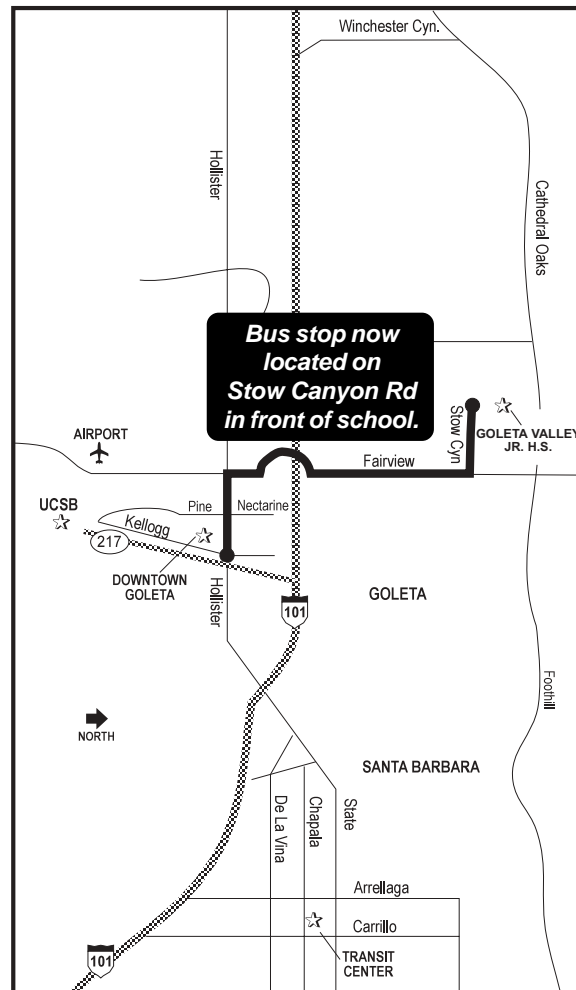 Winchester Cyn.
Hollister
Cathedral Oaks
Bus stop now
located on
Stow Canyon Rd
in front of school.
Stow Cyn
GOLETA VALLEY
JR. H.S.
AIRPORT
Fairview
UCSB
Pine
Nectarine
Kellogg
217
DOWNTOWN
GOLETA
Hollister
101
GOLETA
Foothill
NORTH
SANTA BARBARA
De La Vina
Chapala
State
Arrellaga
Carrillo
TRANSIT
CENTER
101